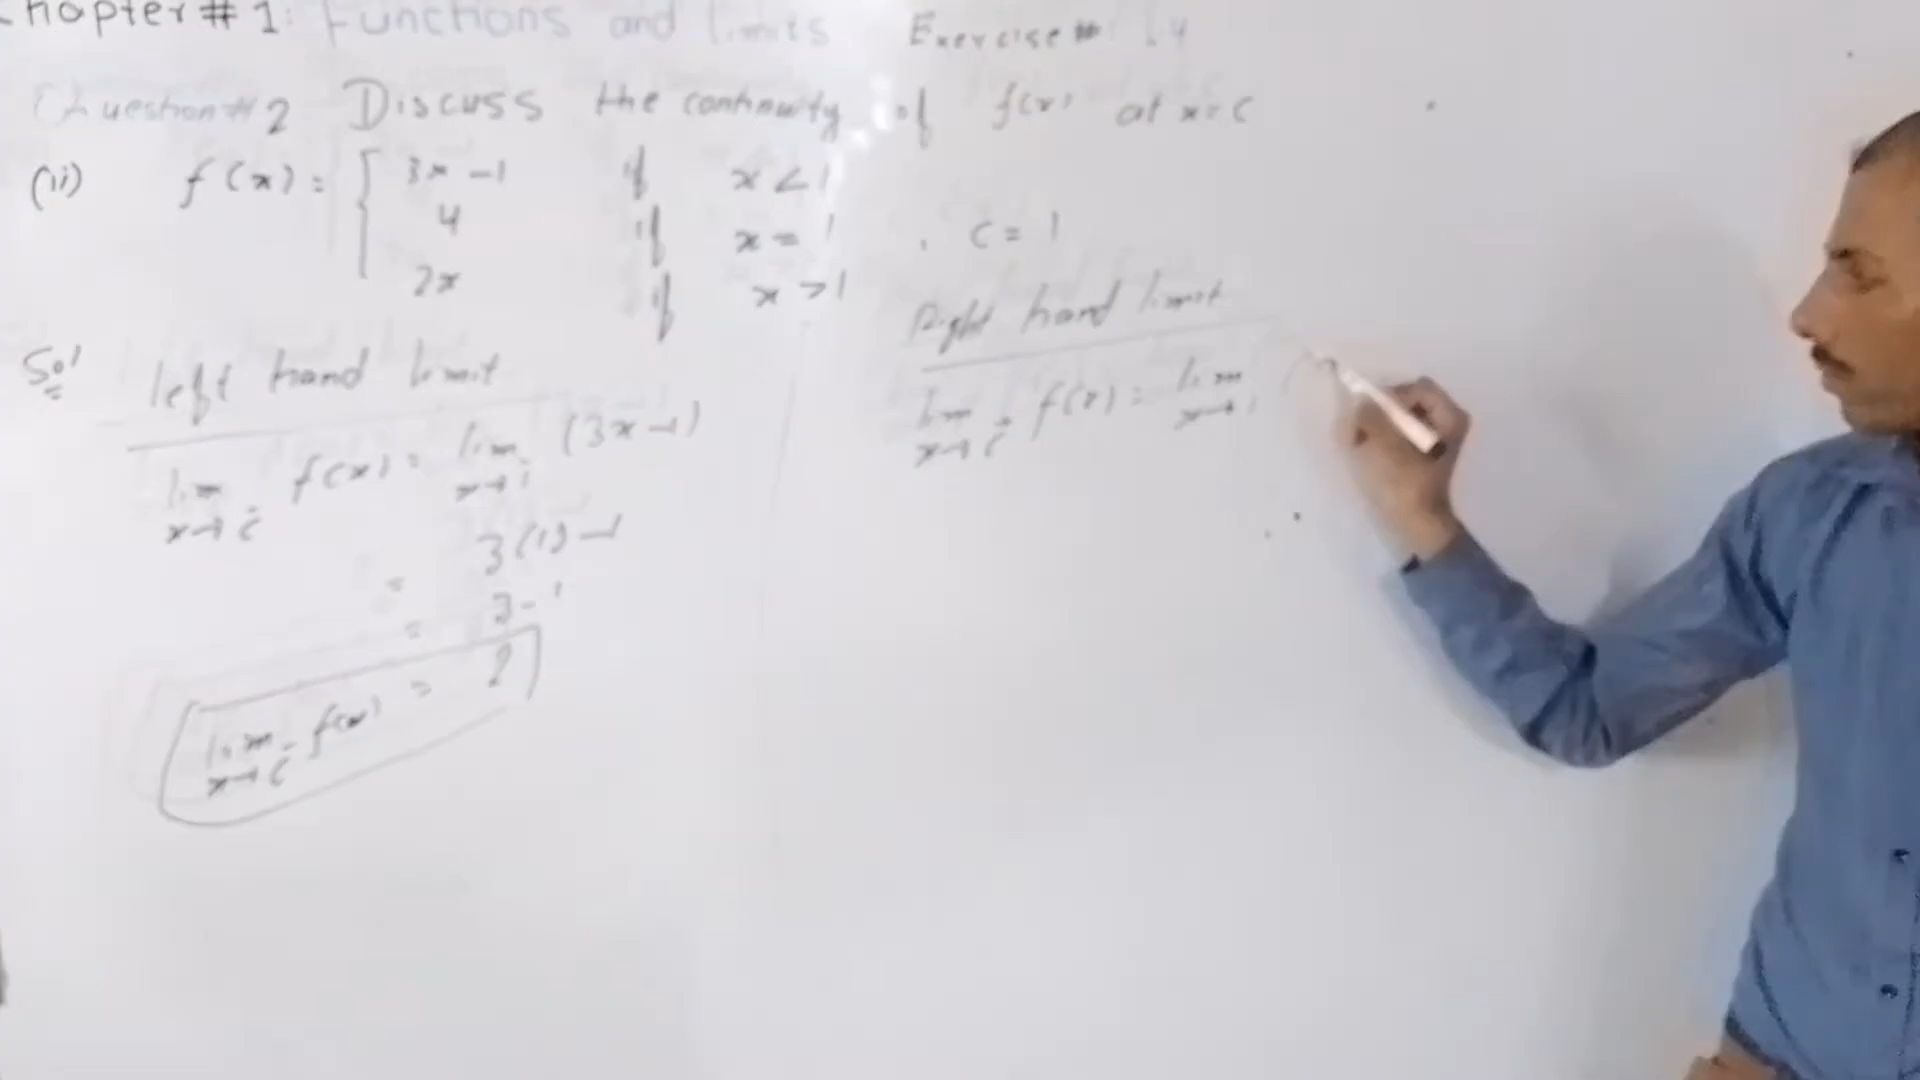 Chapter # 1: Functions and limits Exercise # 1.4
Question # 2 Discuss the continuity of f(x) at x = c
(ii) f(x) = { 3x - 1 if x < 1
4 if x = 1 , c = 1
2x if x > 1
Sol left hand limit
lim x→c⁻ f(x) = lim x→1 (3x-1)
= 3(1)-1
= 3-1
lim x→c⁻ f(x) = 2
Right hand limit
lim x→c f(x) = lim x→1 (